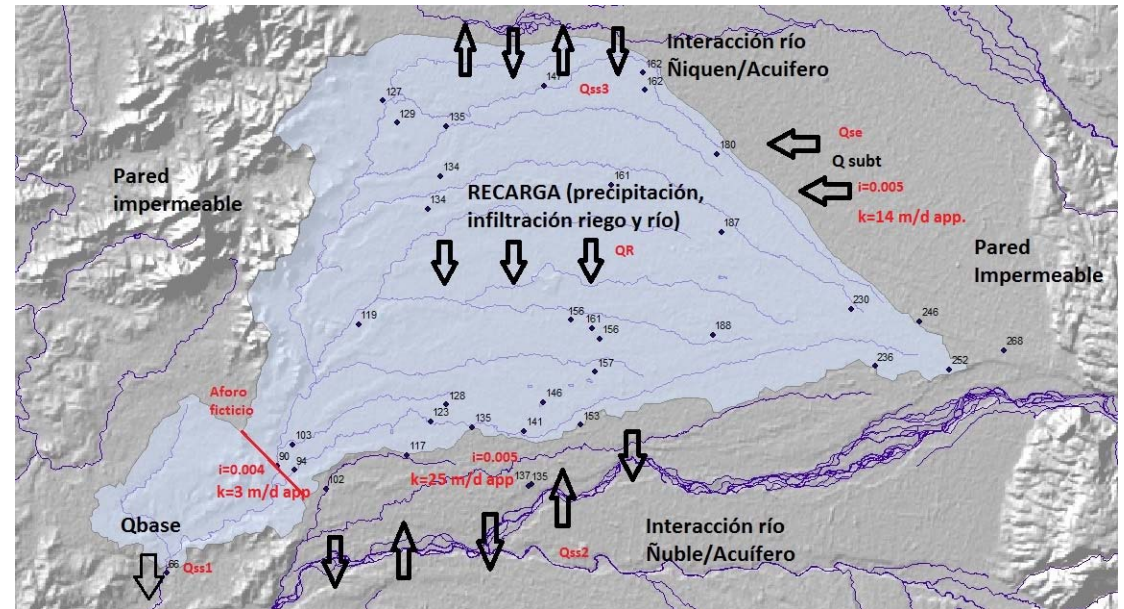 Interacción río
Ñiquen/Acuifero
162
162
141
Qss3
127
129
135
Qse
180
Q subt
134
161
i=0.005
Pared
impermeable
RECARGA (precipitación,
infiltración riego y río)
k=14 m/d app.
134
187
QR
Pared
Impermeable
230
246
119
156
161
156
188
268
157
236
252
Aforo
ficticio
128
146
123
135
141
153
103
117
90
94
i=0.004
i=0.005
k=3 m/d app
k=25 m/d app
137
135
102
Qbase
Interacción río
Ñuble/Acuífero
Qss2
66
Qss1